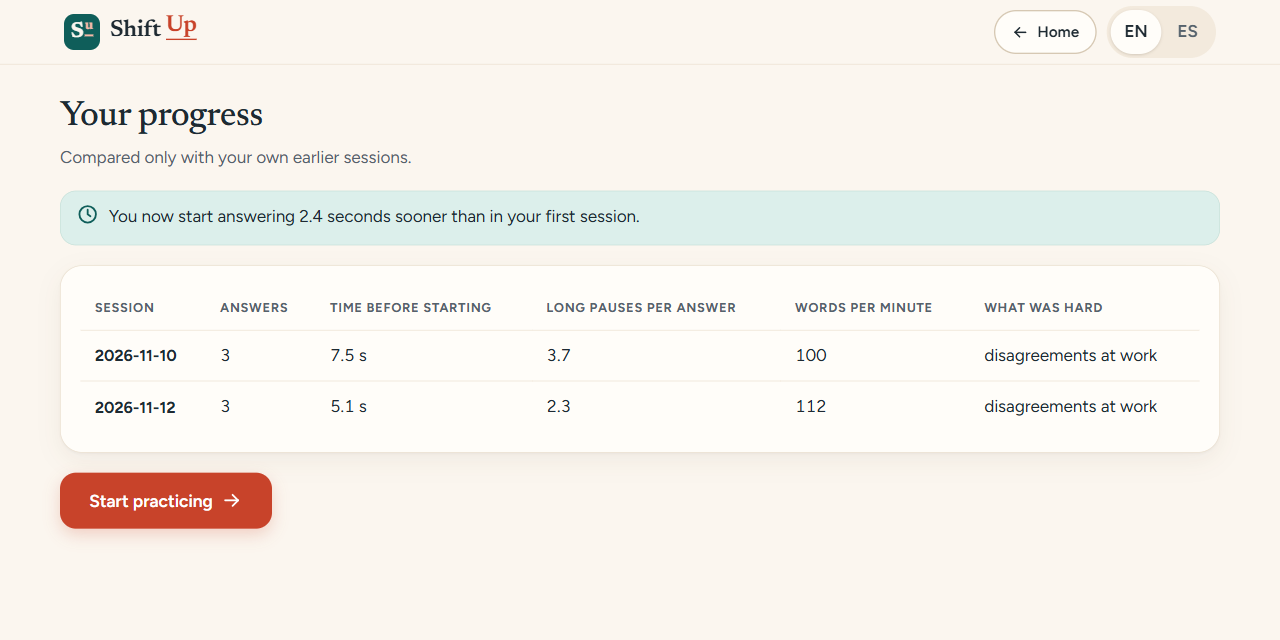 Su Shift Up
← Home
EN ES
Your progress
Compared only with your own earlier sessions.
You now start answering 2.4 seconds sooner than in your first session.
SESSION ANSWERS TIME BEFORE STARTING LONG PAUSES PER ANSWER WORDS PER MINUTE WHAT WAS HARD
2026-11-10 3 7.5 s 3.7 100 disagreements at work
2026-11-12 3 5.1 s 2.3 112 disagreements at work
Start practicing →